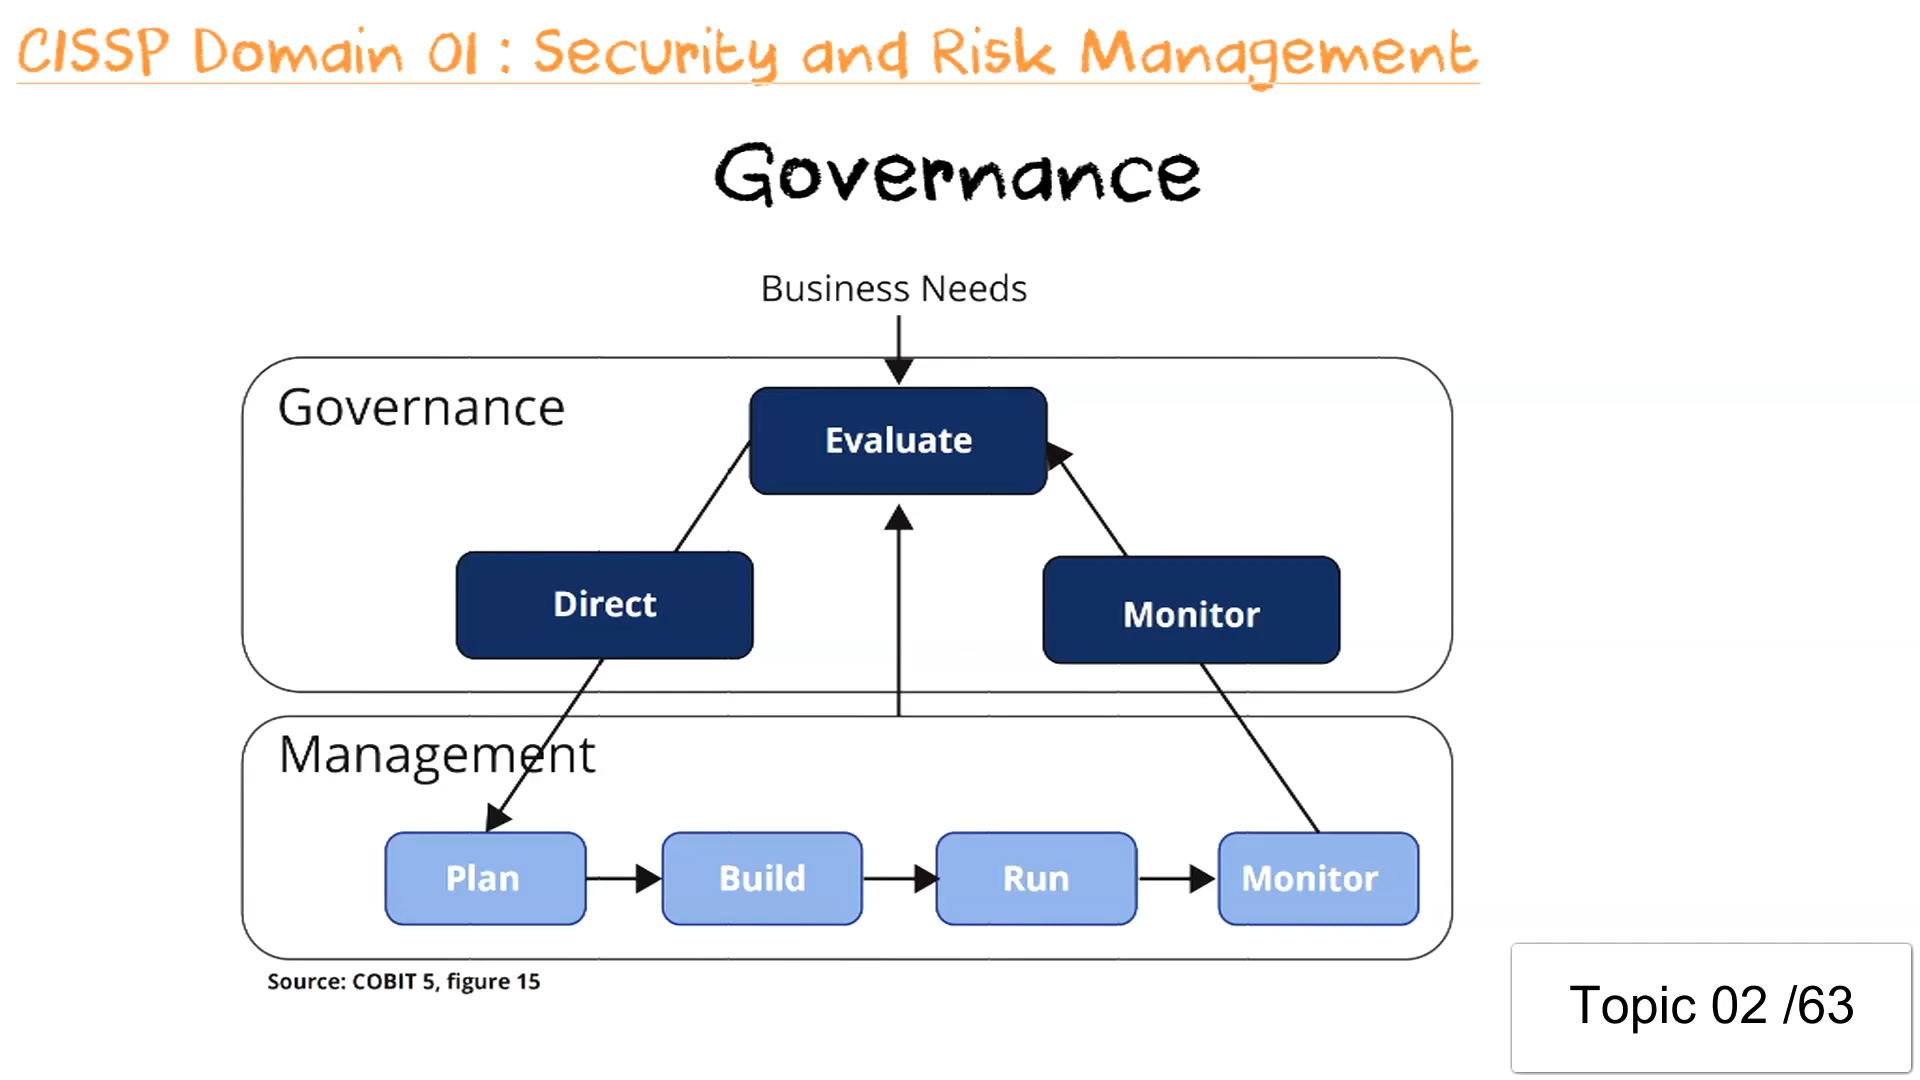 CISSP Domain 01 : Security and Risk Management
Governance
Business Needs
Governance
Evaluate
Direct
Monitor
Management
Plan
Build
Run
Monitor
Source: COBIT 5, figure 15
Topic 02 /63